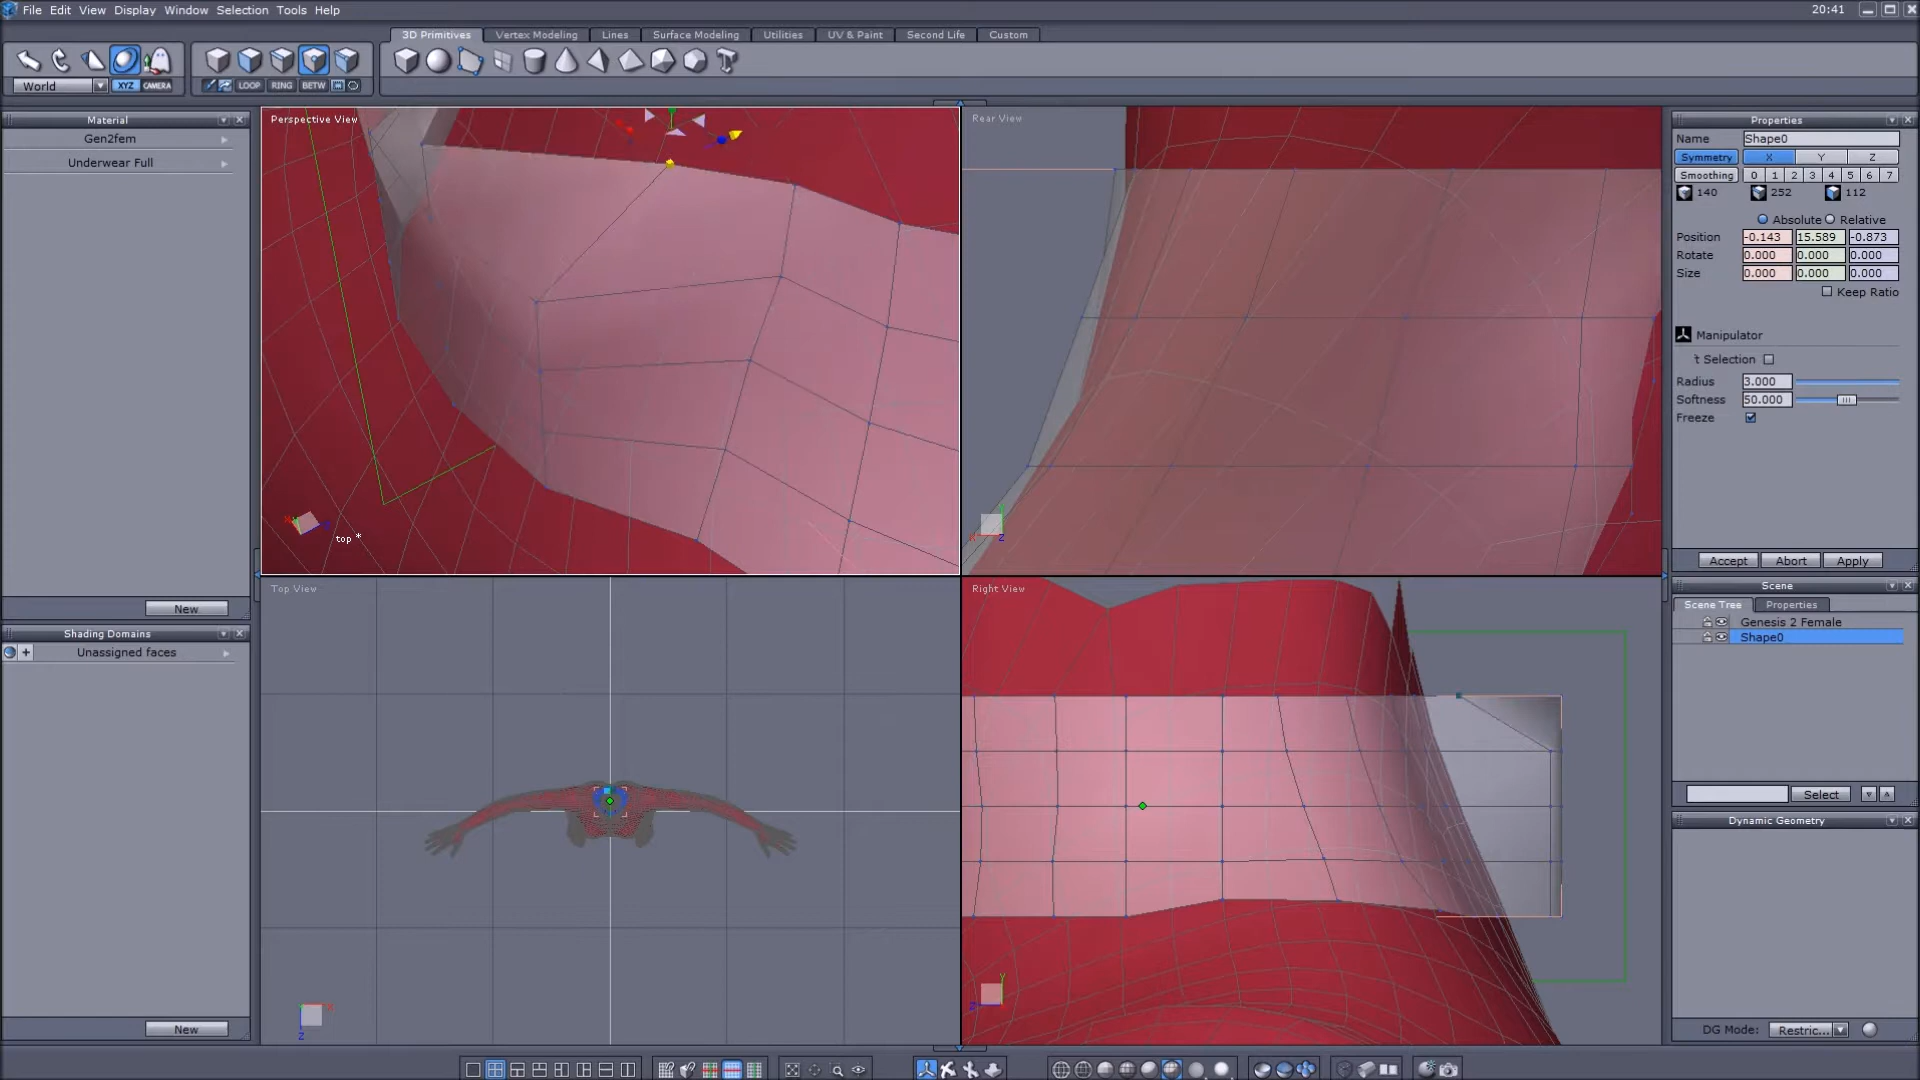 File Edit View Display Window Selection Tools Help
20:41
3D Primitives Vertex Modeling Lines Surface Modeling Utilities UV & Paint Second Life Custom
World
XYZ CAMERA LOOP RING BETW
Material
Gen2fem
Underwear Full
New
Shading Domains
Unassigned faces
New
Perspective View
top *
Rear View
Top View
Right View
Properties
Name Shape0
Symmetry X Y Z
Smoothing 0 1 2 3 4 5 6 7
140 252 112
Absolute Relative
Position -0.143 15.589 -0.873
Rotate 0.000 0.000 0.000
Size 0.000 0.000 0.000
Keep Ratio
Manipulator
t Selection
Radius 3.000
Softness 50.000
Freeze
Accept Abort Apply
Scene
Scene Tree Properties
Genesis 2 Female
Shape0
Select
Dynamic Geometry
DG Mode: Restric...